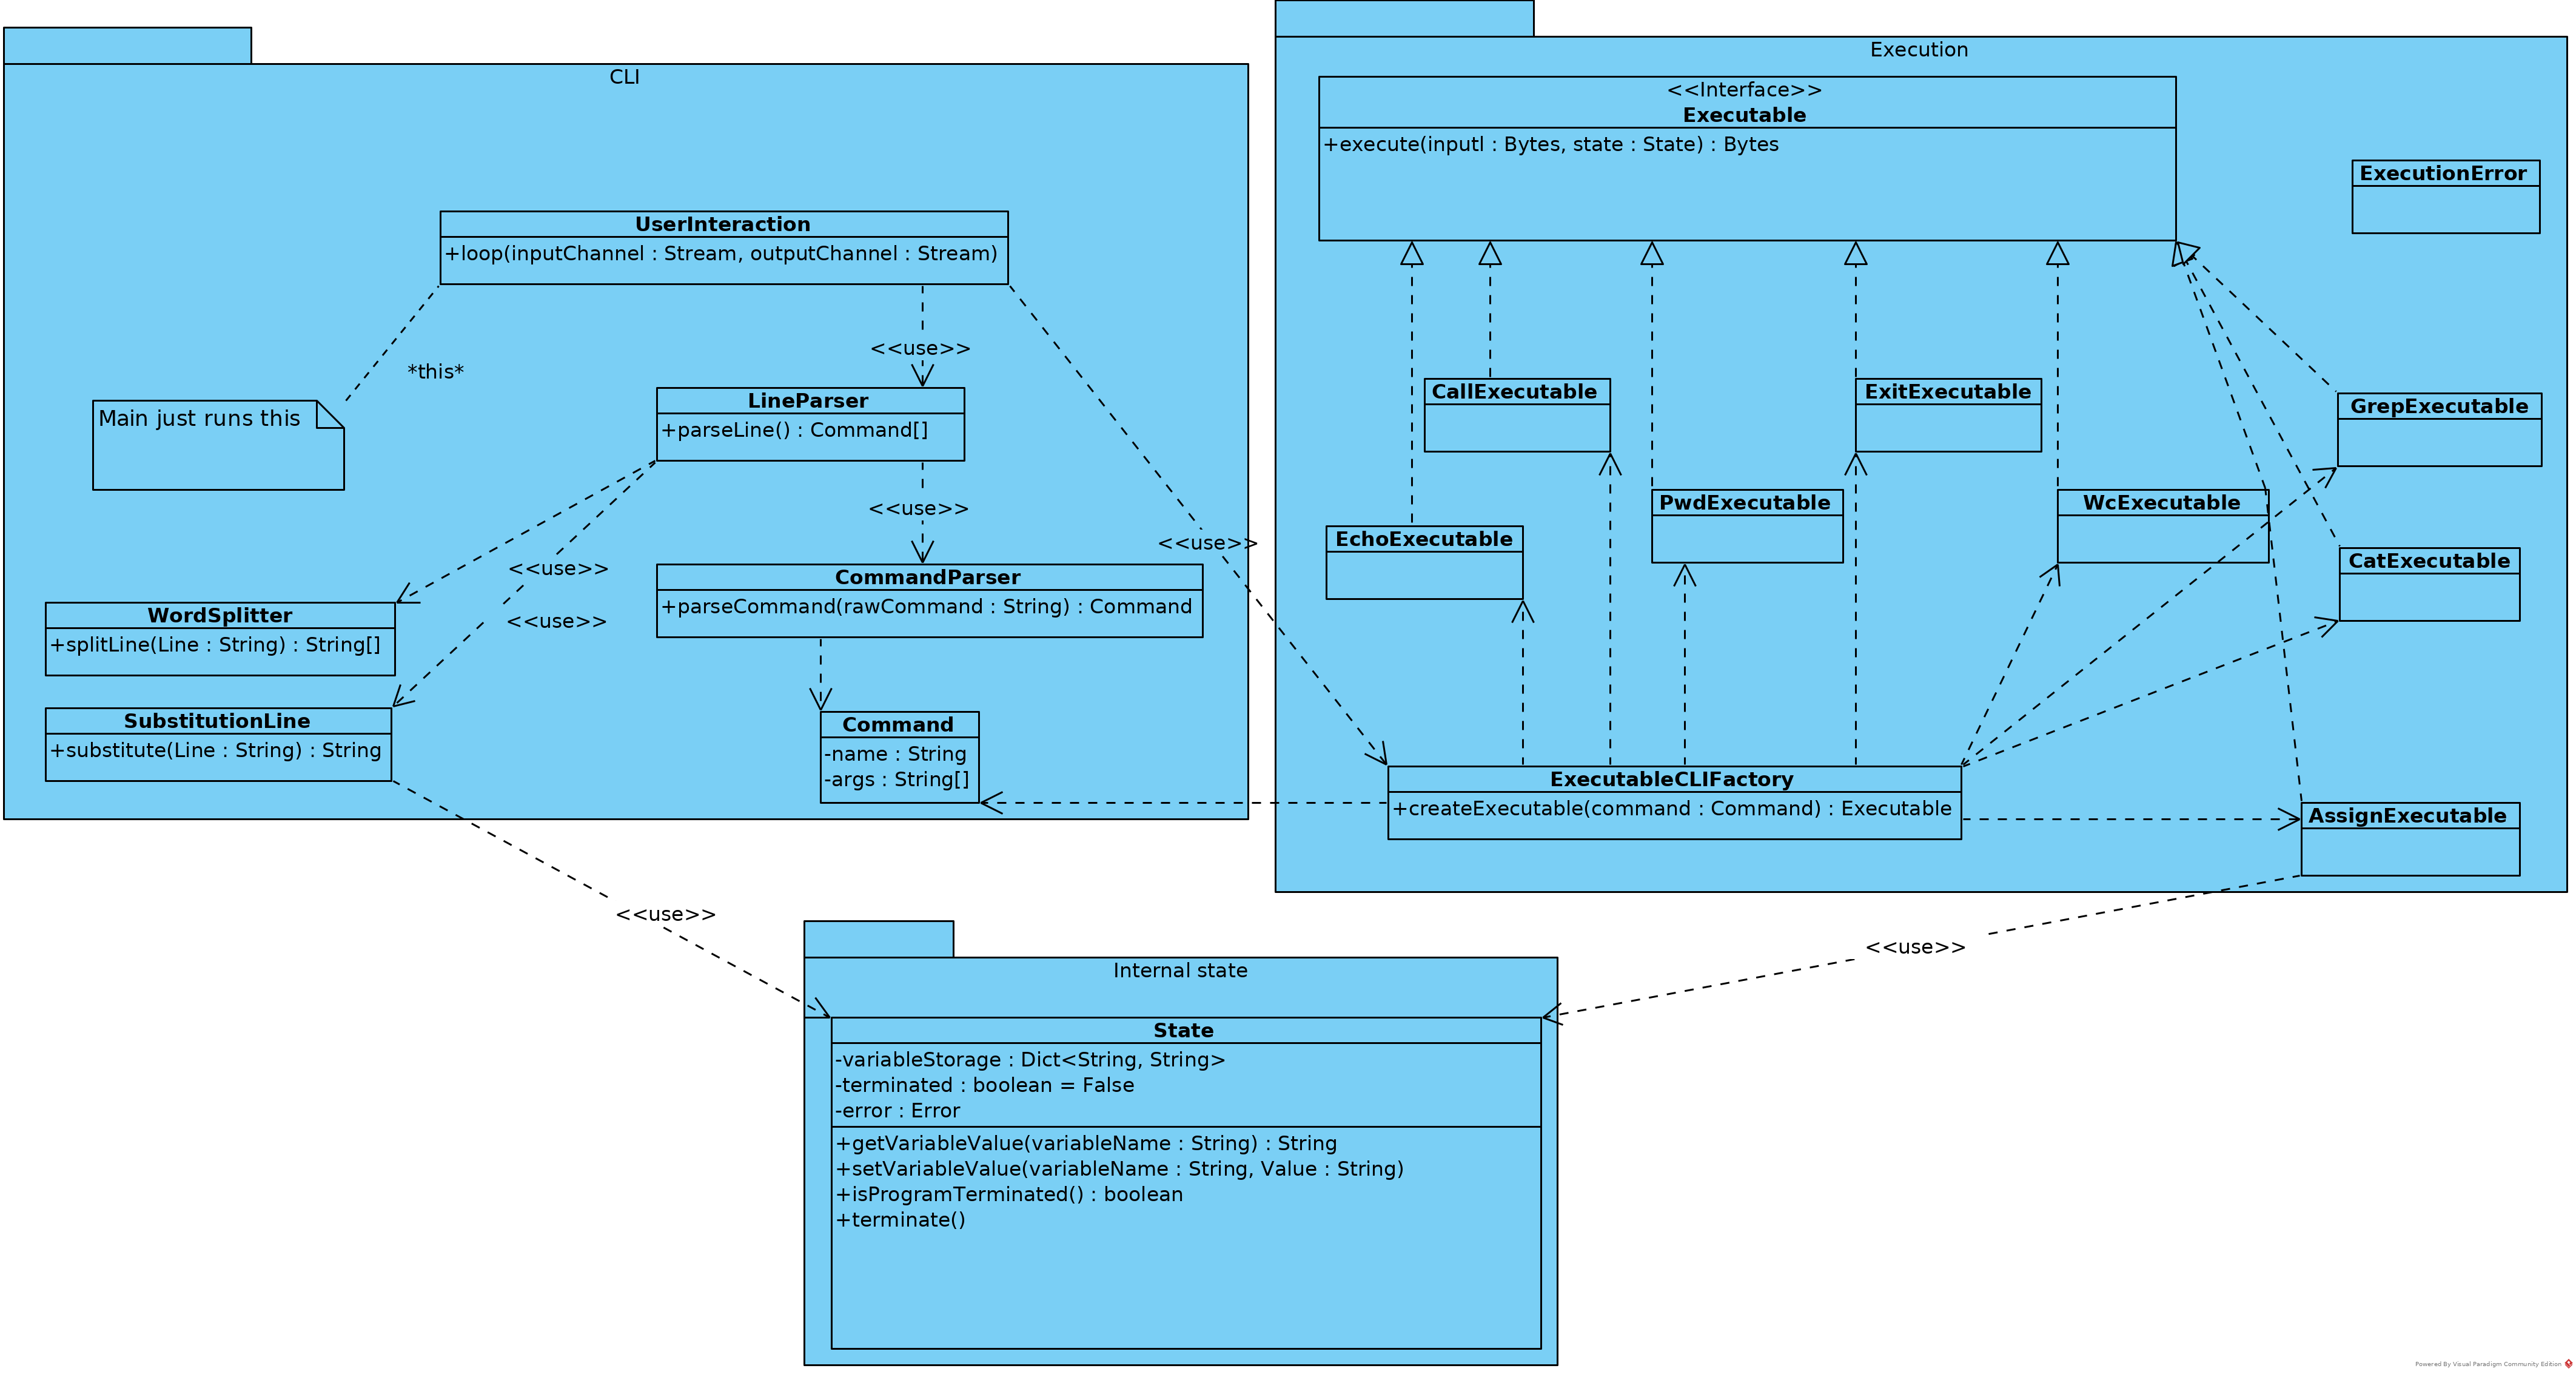 CLI
UserInteraction
+loop(inputChannel : Stream, outputChannel : Stream)
<<use>>
*this*
Main just runs this
LineParser
+parseLine() : Command[]
<<use>>
<<use>>
<<use>>
<<use>>
WordSplitter
+splitLine(Line : String) : String[]
CommandParser
+parseCommand(rawCommand : String) : Command
SubstitutionLine
+substitute(Line : String) : String
Command
-name : String
-args : String[]
Execution
<<Interface>>
Executable
+execute(inputl : Bytes, state : State) : Bytes
ExecutionError
CallExecutable
ExitExecutable
GrepExecutable
PwdExecutable
WcExecutable
EchoExecutable
CatExecutable
ExecutableCLIFactory
+createExecutable(command : Command) : Executable
AssignExecutable
<<use>>
<<use>>
Internal state
State
-variableStorage : Dict<String, String>
-terminated : boolean = False
-error : Error
+getVariableValue(variableName : String) : String
+setVariableValue(variableName : String, Value : String)
+isProgramTerminated() : boolean
+terminate()
Powered By Visual Paradigm Community Edition